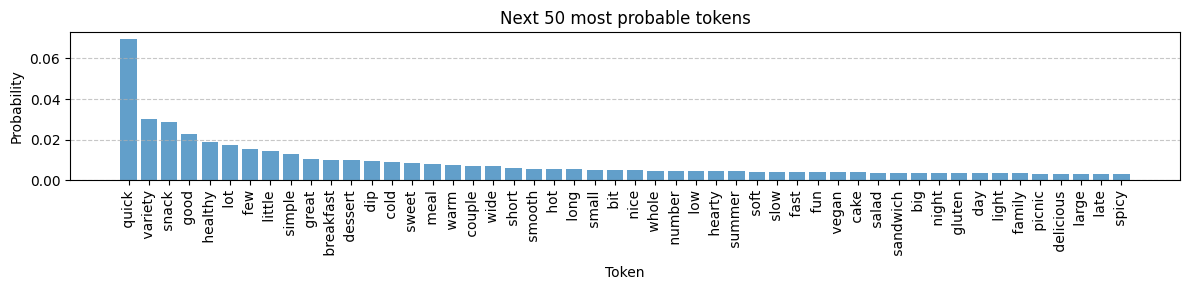 Next 50 most probable tokens
Probability
0.06
0.04
0.02
0.00
quick
variety
snack
good
healthy
lot
few
little
simple
great
breakfast
dessert
dip
cold
sweet
meal
warm
couple
wide
short
smooth
hot
long
small
bit
nice
whole
number
low
hearty
summer
soft
slow
fast
fun
vegan
cake
salad
sandwich
big
night
gluten
day
light
family
picnic
delicious
large
late
spicy
Token